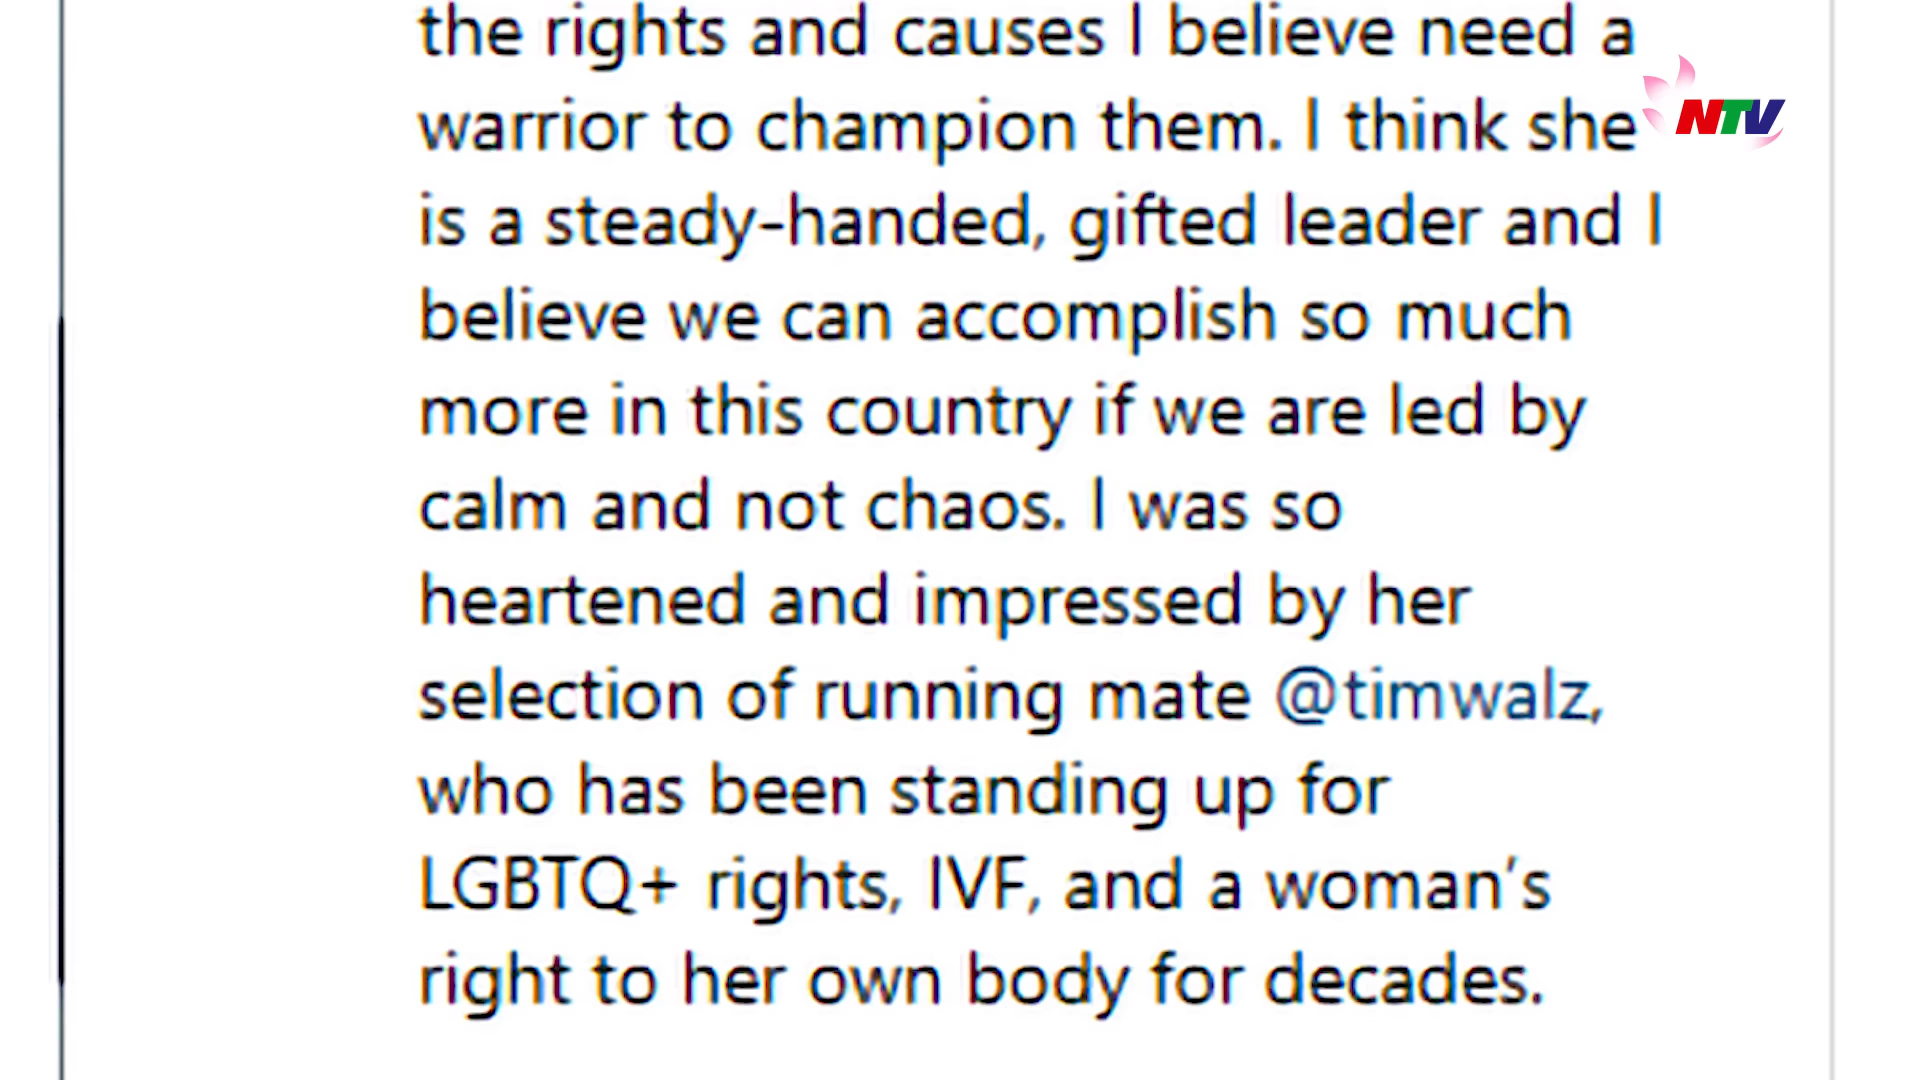 the rights and causes I believe need a
warrior to champion them. I think she
is a steady-handed, gifted leader and I
believe we can accomplish so much
more in this country if we are led by
calm and not chaos. I was so
heartened and impressed by her
selection of running mate @timwalz,
who has been standing up for
LGBTQ+ rights, IVF, and a woman’s
right to her own body for decades.
NTV